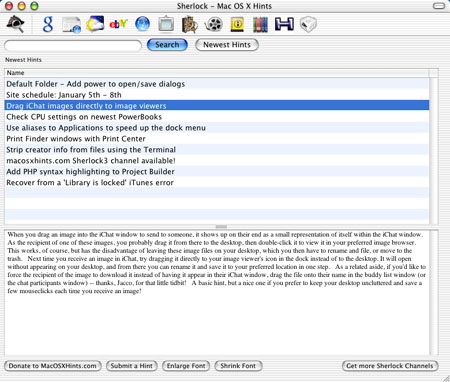 Sherlock – Mac OS X Hints
Search
Newest Hints
Newest Hints
Name
Default Folder – Add power to open/save dialogs
Site schedule: January 5th – 8th
Drag iChat images directly to image viewers
Check CPU settings on newest PowerBooks
Use aliases to Applications to speed up the dock menu
Print Finder windows with Print Center
Strip creator info from files using the Terminal
macosxhints.com Sherlock3 channel available!
Add PHP syntax highlighting to Project Builder
Recover from a 'Library is locked' iTunes error
When you drag an image into the iChat window to send to someone, it shows up on their end as a small representation of itself within the iChat window.
As the recipient of one of these images, you probably drag it from there to the desktop, then double-click it to view it in your preferred image browser.
This works, of course, but has the disadvantage of leaving these image files on your desktop, which you then have to rename and file, or move to the
trash. Next time you receive an image in iChat, try dragging it directly to your image viewer's icon in the dock instead of to the desktop. It will open
without appearing on your desktop, and from there you can rename it and save it to your preferred location in one step. As a related aside, if you'd like to
force the recipient of the image to download it instead of having it appear in their iChat window, drag the file onto their name in the buddy list window (or
the chat participants window) -- thanks, Jacco, for that little tidbit! A basic hint, but a nice one if you prefer to keep your desktop uncluttered and save a
few mouseclicks each time you receive an image!
Donate to MacOSXHints.com
Submit a Hint
Enlarge Font
Shrink Font
Get more Sherlock Channels